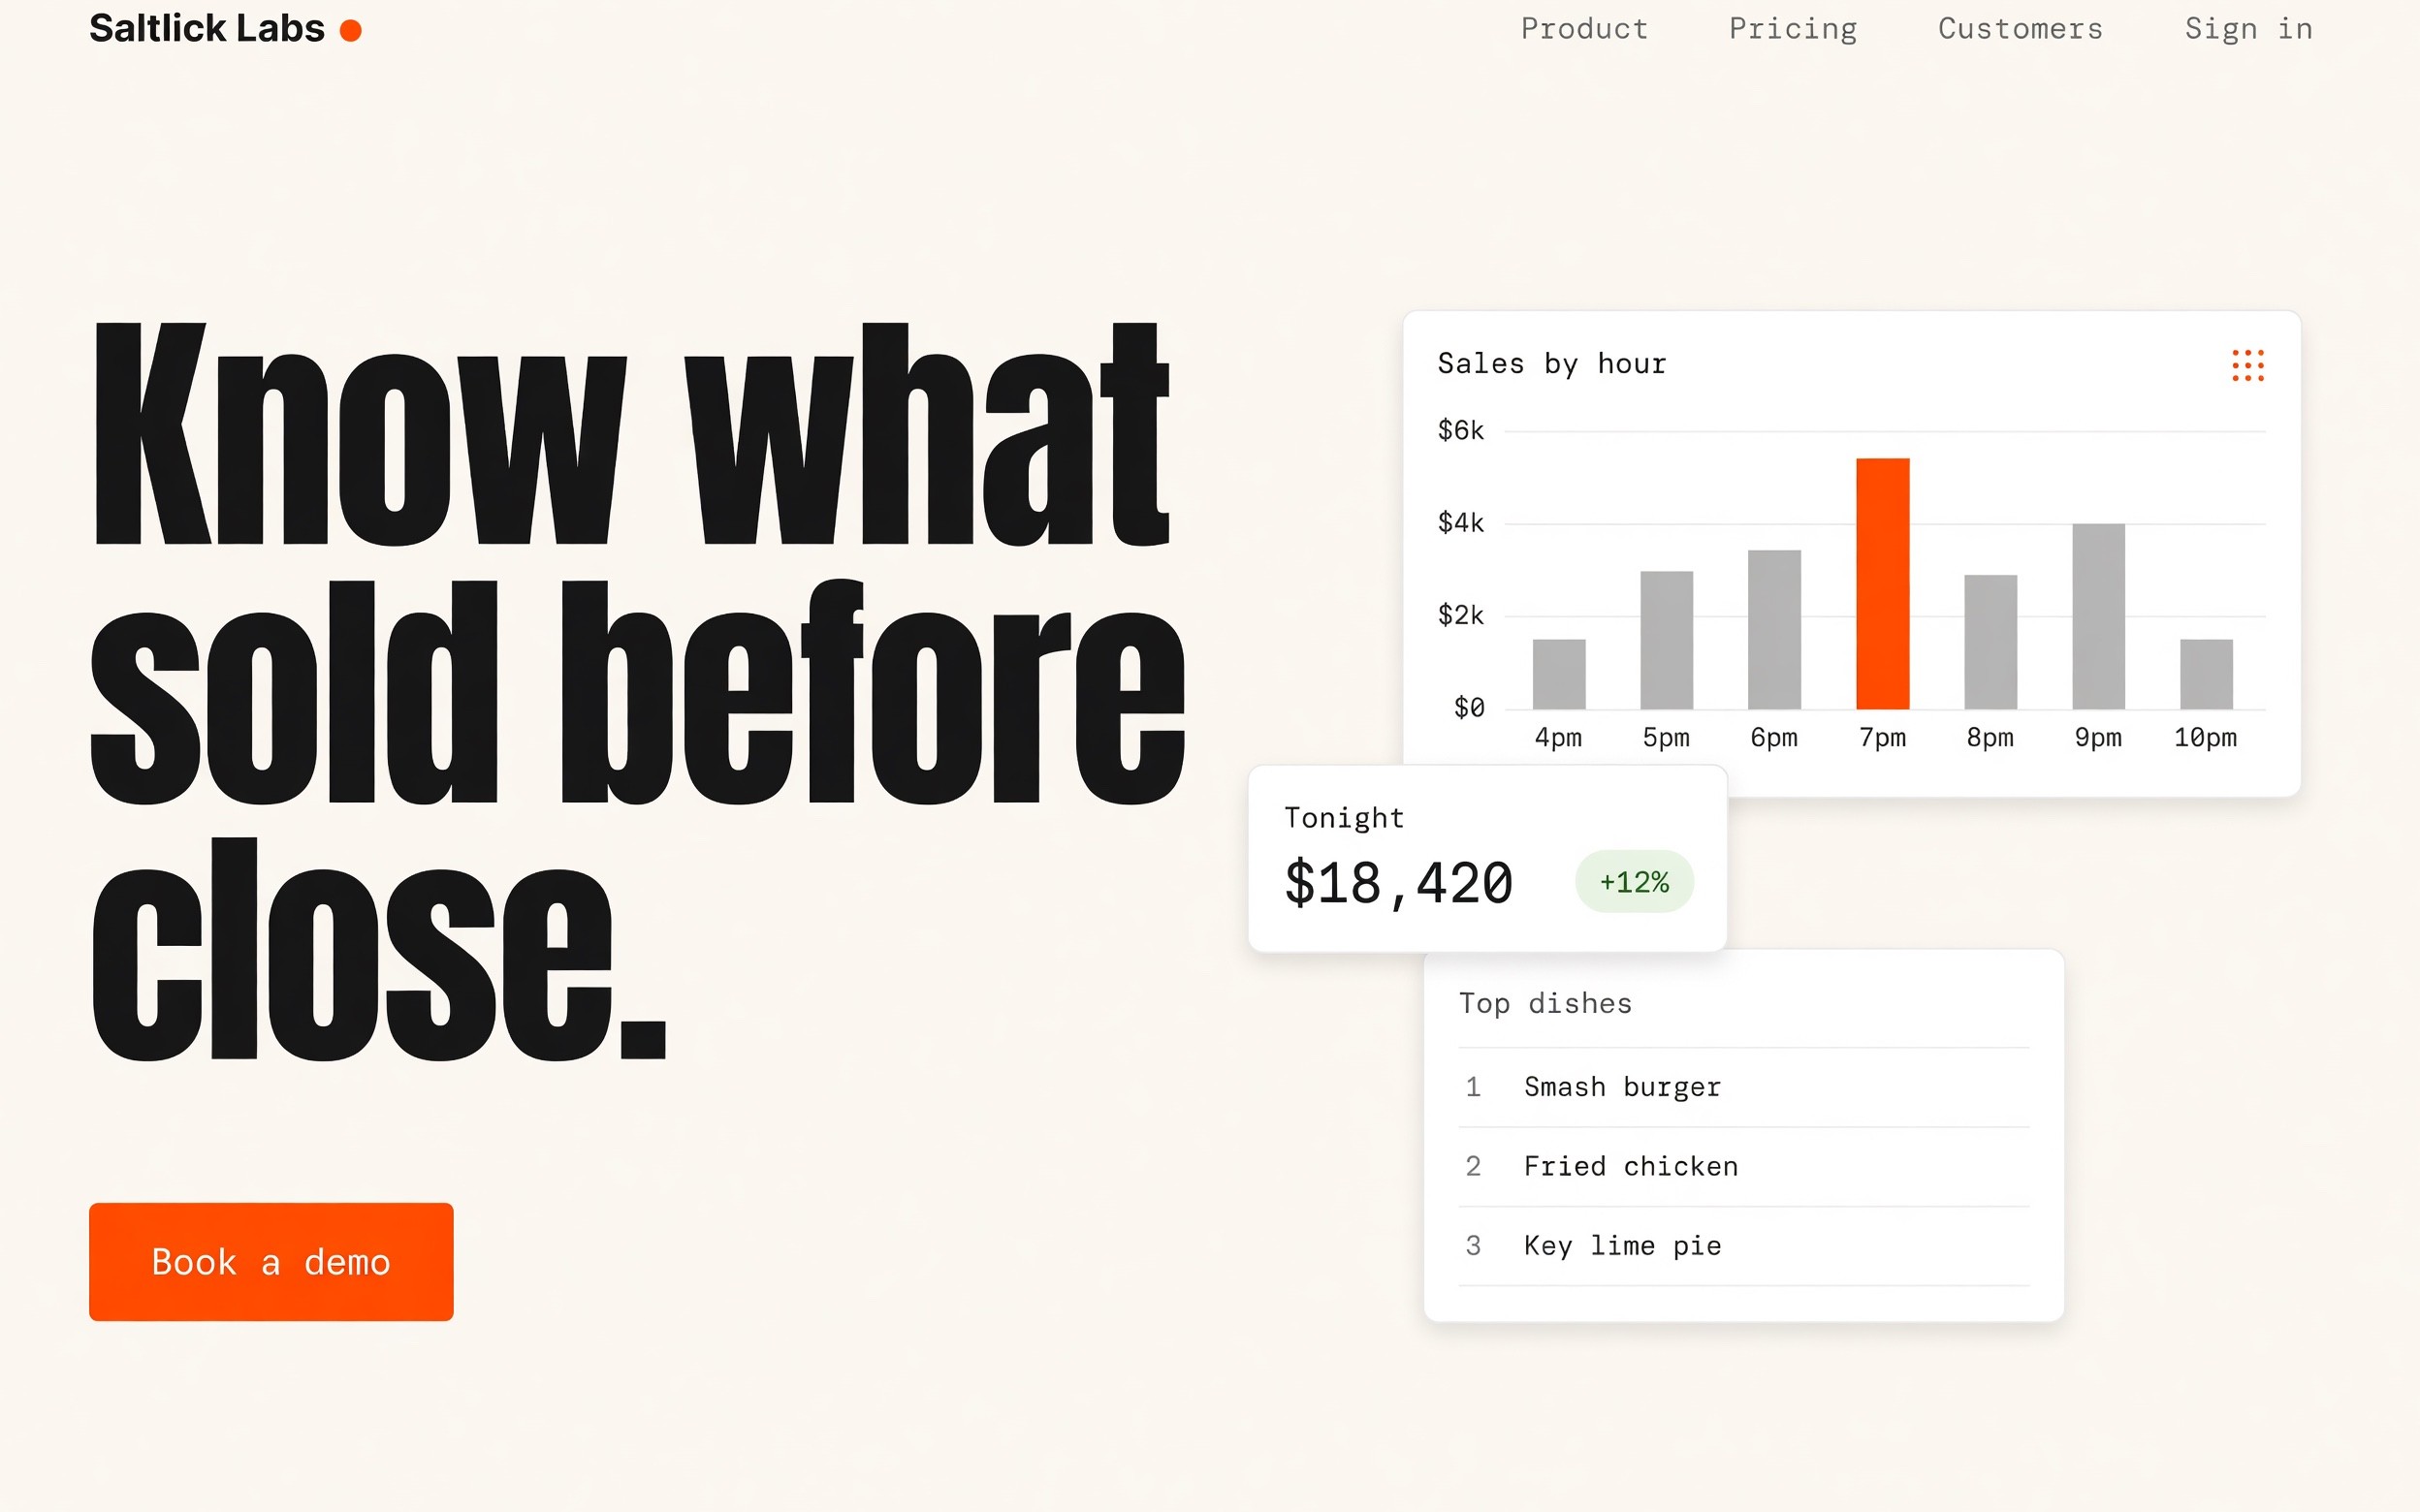 Saltlick Labs
Product Pricing Customers Sign in
Know what
sold before
close.
Book a demo
Sales by hour
$6k
$4k
$2k
$0
4pm 5pm 6pm 7pm 8pm 9pm 10pm
Tonight
$18,420 +12%
Top dishes
1 Smash burger
2 Fried chicken
3 Key lime pie